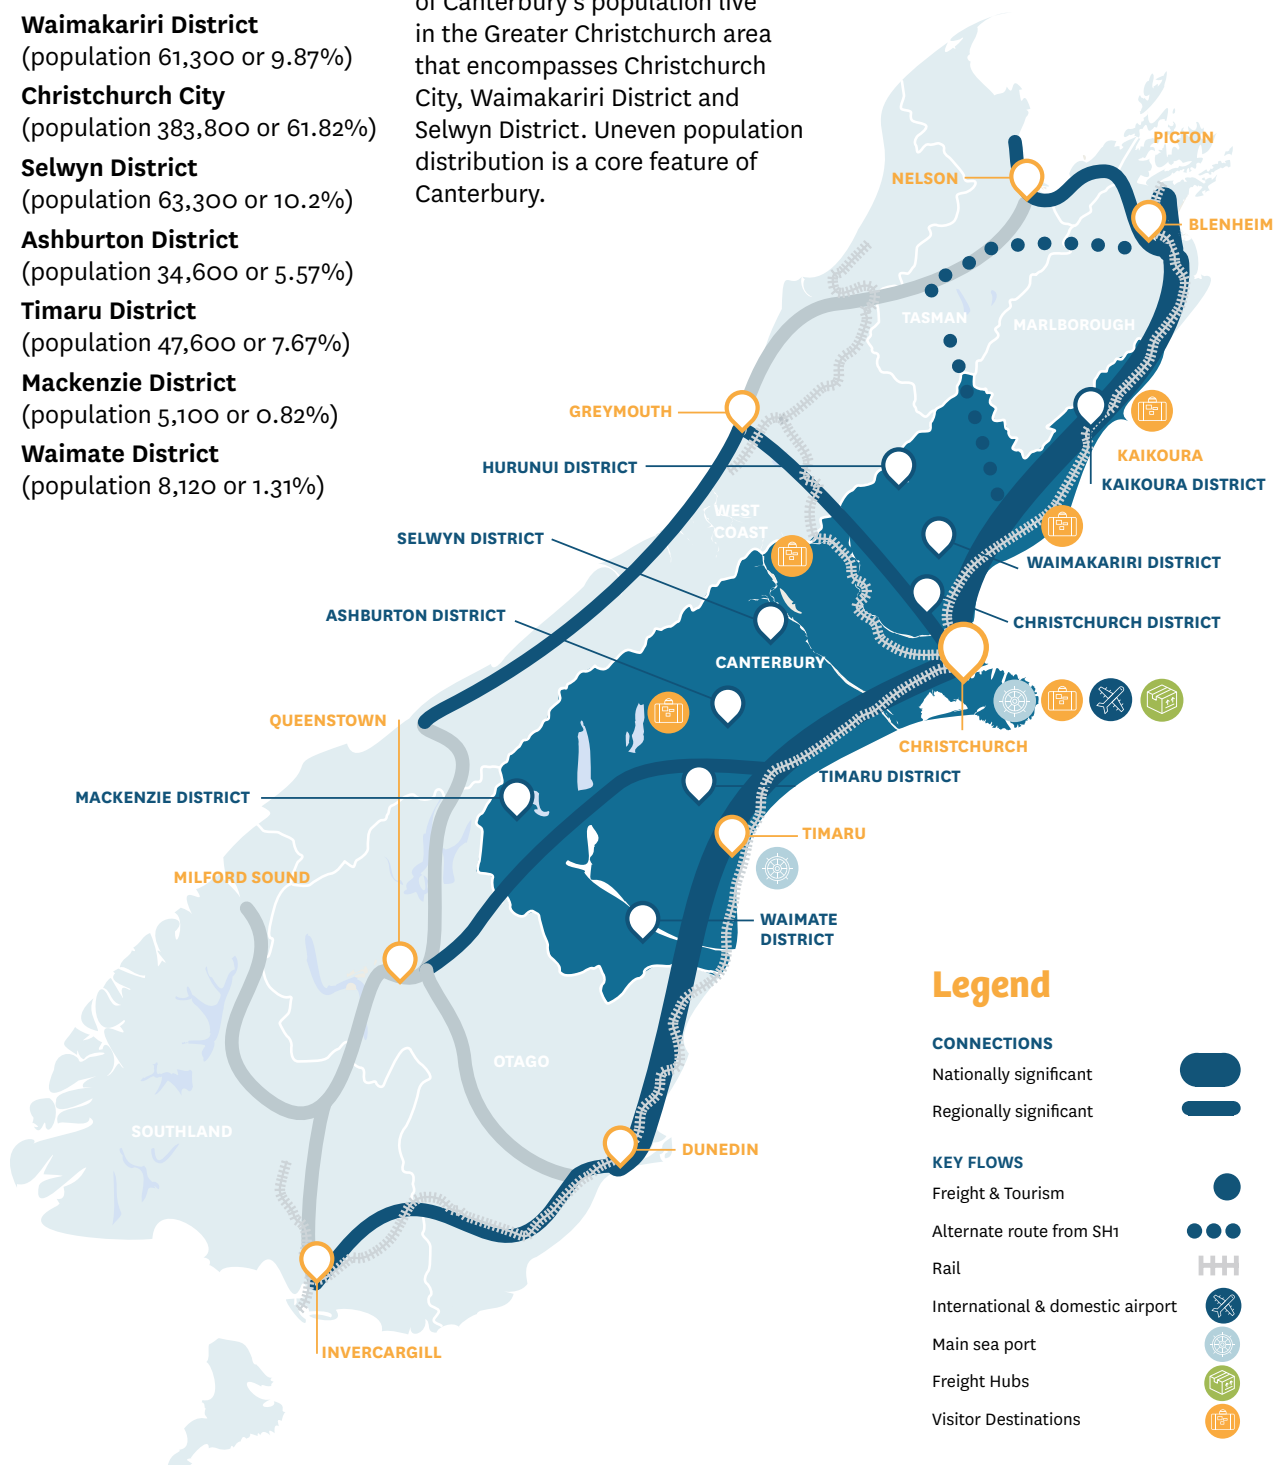 Waimakariri District
(population 61,300 or 9.87%)
Christchurch City
(population 383,800 or 61.82%)
Selwyn District
(population 63,300 or 10.2%)
Ashburton District
(population 34,600 or 5.57%)
Timaru District
(population 47,600 or 7.67%)
Mackenzie District
(population 5,100 or 0.82%)
Waimate District
(population 8,120 or 1.31%)
of Canterbury's population live
in the Greater Christchurch area
that encompasses Christchurch
City, Waimakariri District and
Selwyn District. Uneven population
distribution is a core feature of
Canterbury.
PICTON
NELSON
BLENHEIM
TASMAN
MARLBOROUGH
GREYMOUTH
KAIKOURA
HURUNUI DISTRICT
KAIKOURA DISTRICT
WEST
COAST
SELWYN DISTRICT
WAIMAKARIRI DISTRICT
ASHBURTON DISTRICT
CHRISTCHURCH DISTRICT
CANTERBURY
QUEENSTOWN
CHRISTCHURCH
TIMARU DISTRICT
MACKENZIE DISTRICT
TIMARU
MILFORD SOUND
WAIMATE
DISTRICT
OTAGO
SOUTHLAND
DUNEDIN
INVERCARGILL
Legend
CONNECTIONS
Nationally significant
Regionally significant
KEY FLOWS
Freight & Tourism
Alternate route from SH1
Rail
International & domestic airport
Main sea port
Freight Hubs
Visitor Destinations